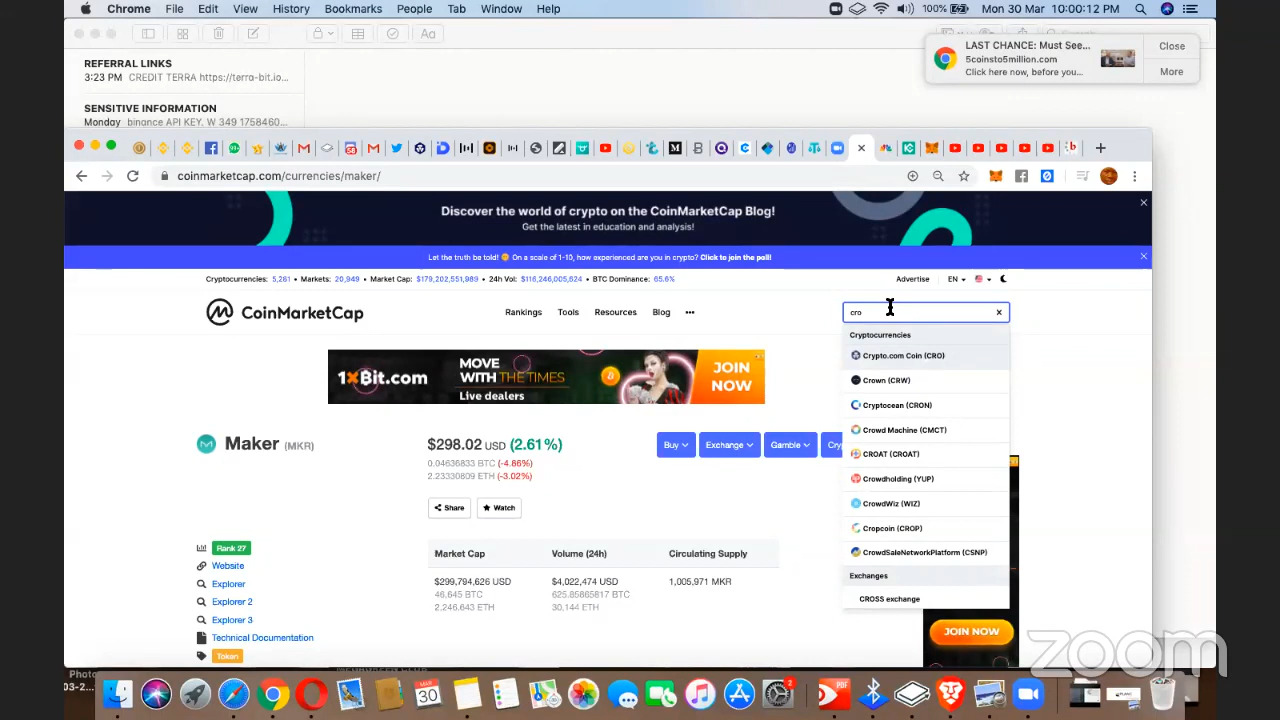 Chrome File Edit View History Bookmarks People Tab Window Help
100% Mon 30 Mar 10:00:12 PM
Aa
REFERRAL LINKS
3:23 PM CREDIT TERRA https://terra-bit.io...
SENSITIVE INFORMATION
Monday binance API KEY. W 349 1758460...
LAST CHANCE: Must See... Close
5coinsto5million.com
Click here now, before you... More
coinmarketcap.com/currencies/maker/
Discover the world of crypto on the CoinMarketCap Blog!
Get the latest in education and analysis!
Let the truth be told! On a scale of 1-10, how experienced are you in crypto? Click to join the poll!
Cryptocurrencies: 5,261 • Markets: 20,949 • Market Cap: $179,202,551,989 • 24h Vol: $116,246,005,624 • BTC Dominance: 65.6%
Advertise EN
CoinMarketCap Rankings Tools Resources Blog •••
cro
Cryptocurrencies
Crypto.com Coin (CRO)
Crown (CRW)
Cryptocean (CRON)
Crowd Machine (CMCT)
CROAT (CROAT)
Crowdholding (YUP)
CrowdWiz (WIZ)
Cropcoin (CROP)
CrowdSaleNetworkPlatform (CSNP)
Exchanges
CROSS exchange
1XBit.com MOVE WITH THE TIMES Live dealers JOIN NOW
Maker (MKR)
$298.02 USD (2.61%)
0.04636833 BTC (-4.86%)
2.23330809 ETH (-3.02%)
Buy Exchange Gamble Cry
Share Watch
Rank 27
Website
Explorer
Explorer 2
Explorer 3
Technical Documentation
Token
Market Cap Volume (24h) Circulating Supply
$299,794,626 USD $4,022,474 USD 1,005,971 MKR
46,645 BTC 625.85865817 BTC
2,246,643 ETH 30,144 ETH
JOIN NOW
zoom
Photo
03-2...
MAR
30
2
PDF